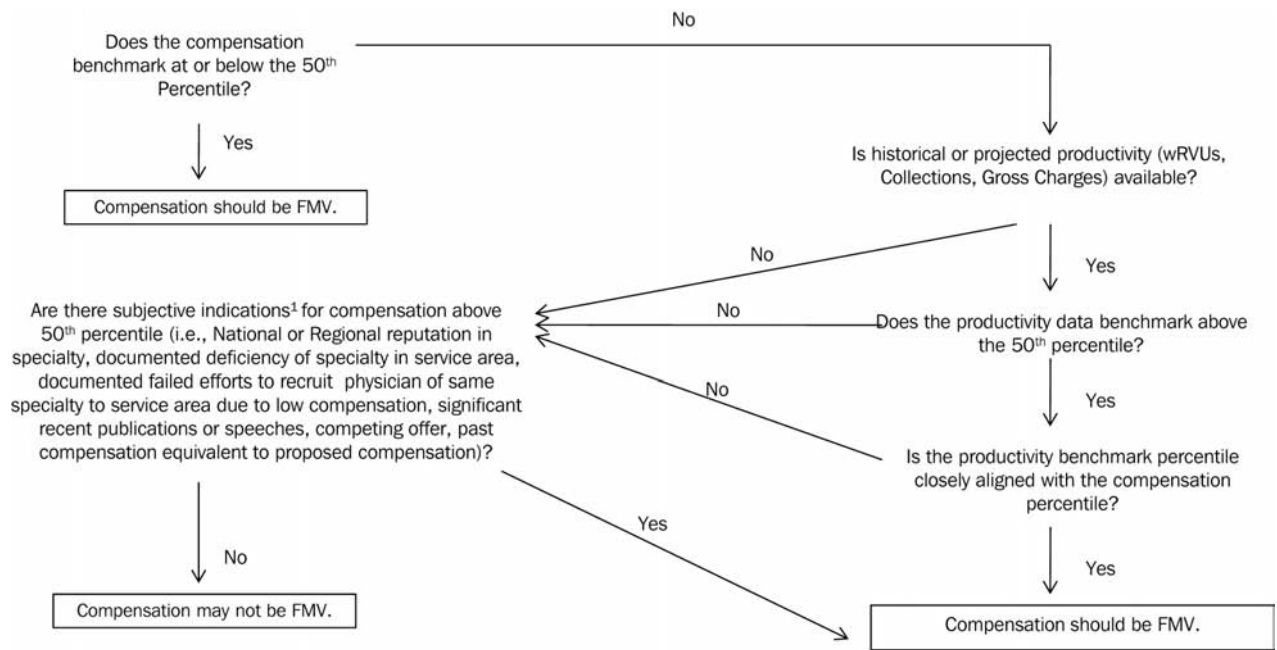 No
Does the compensation
benchmark at or below the 50th
Percentile?
Yes
Compensation should be FMV.
Is historical or projected productivity (wRVUs,
Collections, Gross Charges) available?
No
Yes
Are there subjective indications1 for compensation above
50th percentile (i.e., National or Regional reputation in
specialty, documented deficiency of specialty in service area,
documented failed efforts to recruit physician of same
specialty to service area due to low compensation, significant
recent publications or speeches, competing offer, past
compensation equivalent to proposed compensation)?
No
Does the productivity data benchmark above
the 50th percentile?
No
Yes
Is the productivity benchmark percentile
closely aligned with the compensation
percentile?
Yes
No
Yes
Compensation may not be FMV.
Compensation should be FMV.